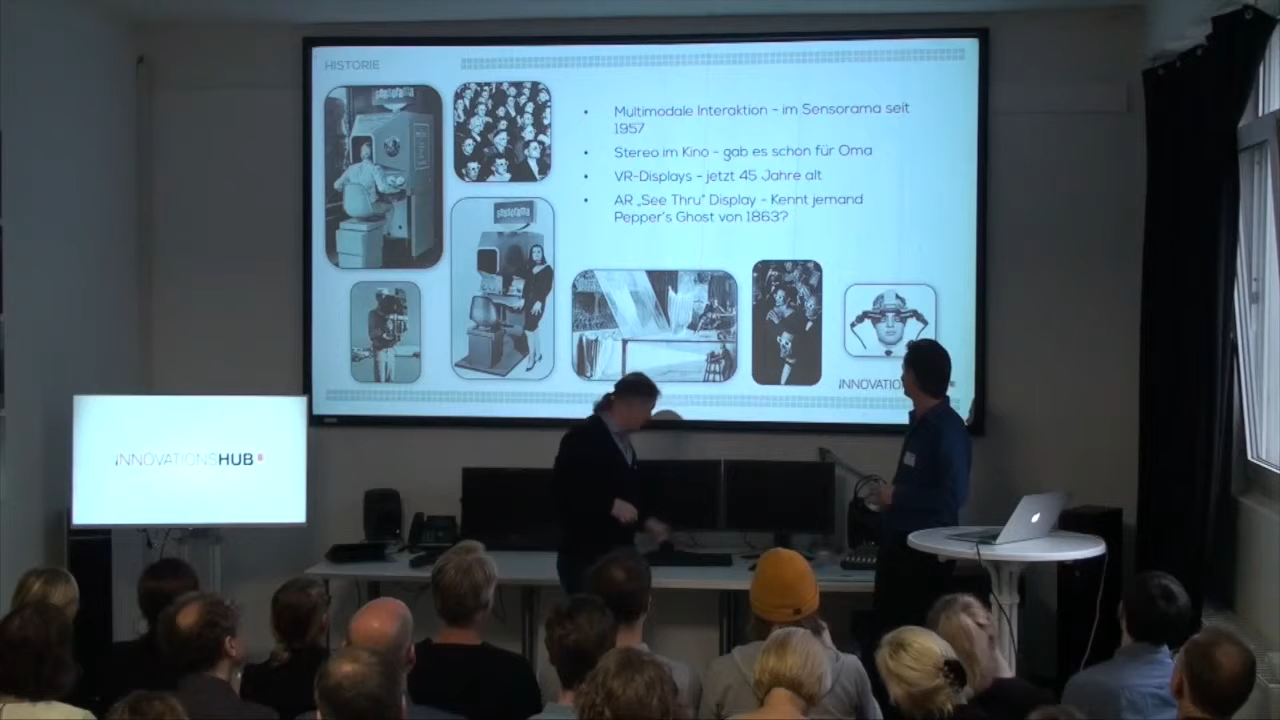 HISTORIE
• Multimodale Interaktion - im Sensorama seit
1957
• Stereo im Kino - gab es schon für Oma
• VR-Displays - jetzt 45 Jahre alt
• AR „See Thru" Display - Kennt jemand
Pepper's Ghost von 1863?
sensorama
INNOVATIONSHUB